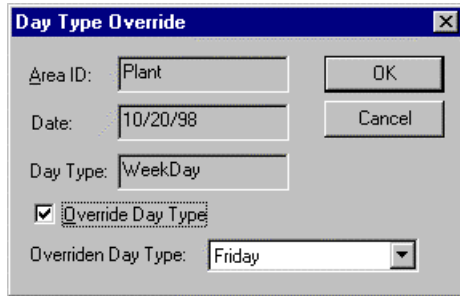 Day Type Override
Area ID: Plant
OK
Date: 10/20/98
Cancel
Day Type: WeekDay
Override Day Type
Overriden Day Type: Friday